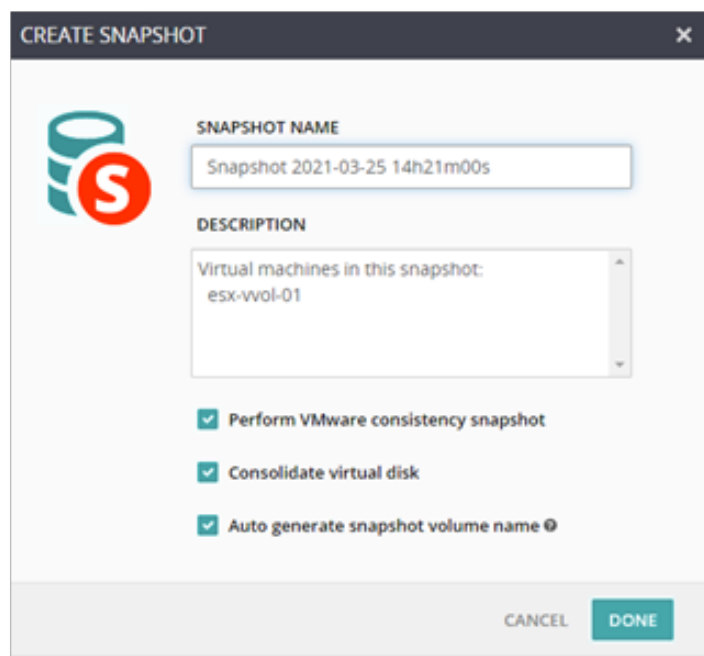 CREATE SNAPSHOT
S
SNAPSHOT NAME
Snapshot 2021-03-25 14h21m00s
DESCRIPTION
Virtual machines in this snapshot:
esx-vvol-01
Perform VMware consistency snapshot
Consolidate virtual disk
Auto generate snapshot volume name
CANCEL
DONE